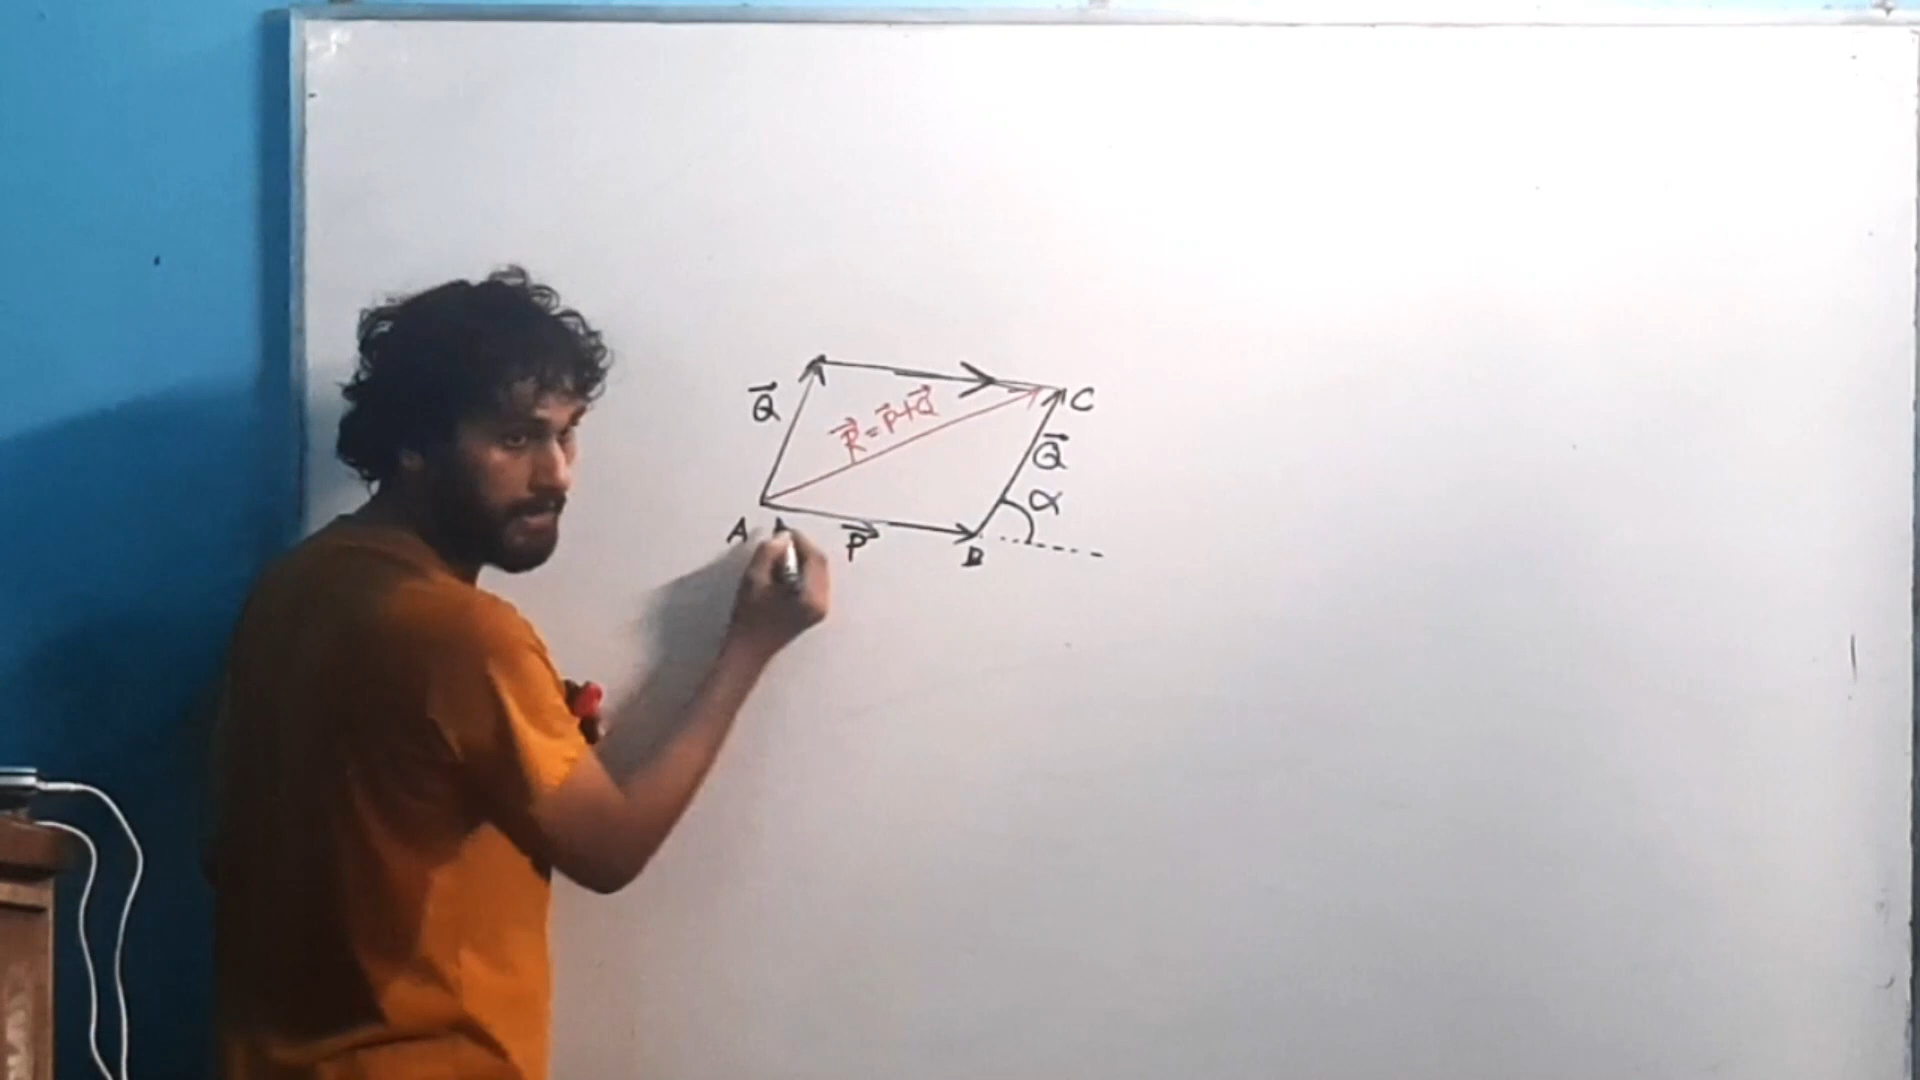 Q⃗
R⃗ = P⃗ + Q⃗
C
Q⃗
α
A
P⃗
B